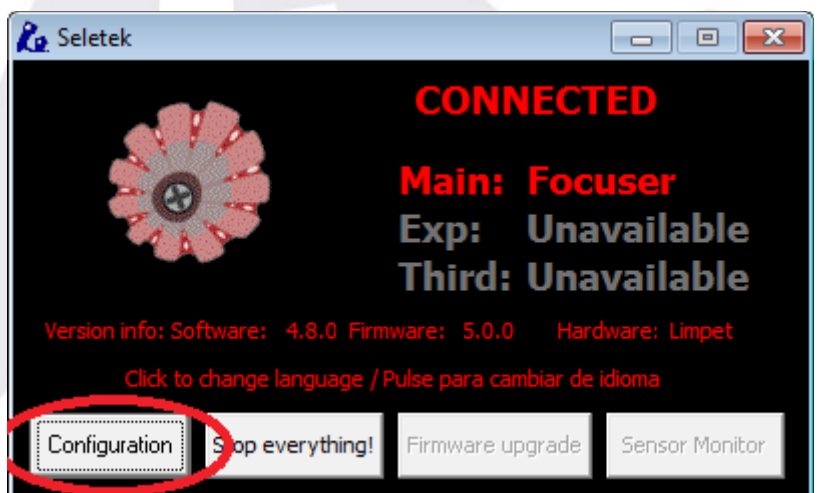 Seletek
CONNECTED
Main: Focuser
Exp: Unavailable
Third: Unavailable
Version info: Software: 4.8.0 Firmware: 5.0.0 Hardware: Limpet
Click to change language / Pulse para cambiar de idioma
Configuration Stop everything! Firmware upgrade Sensor Monitor